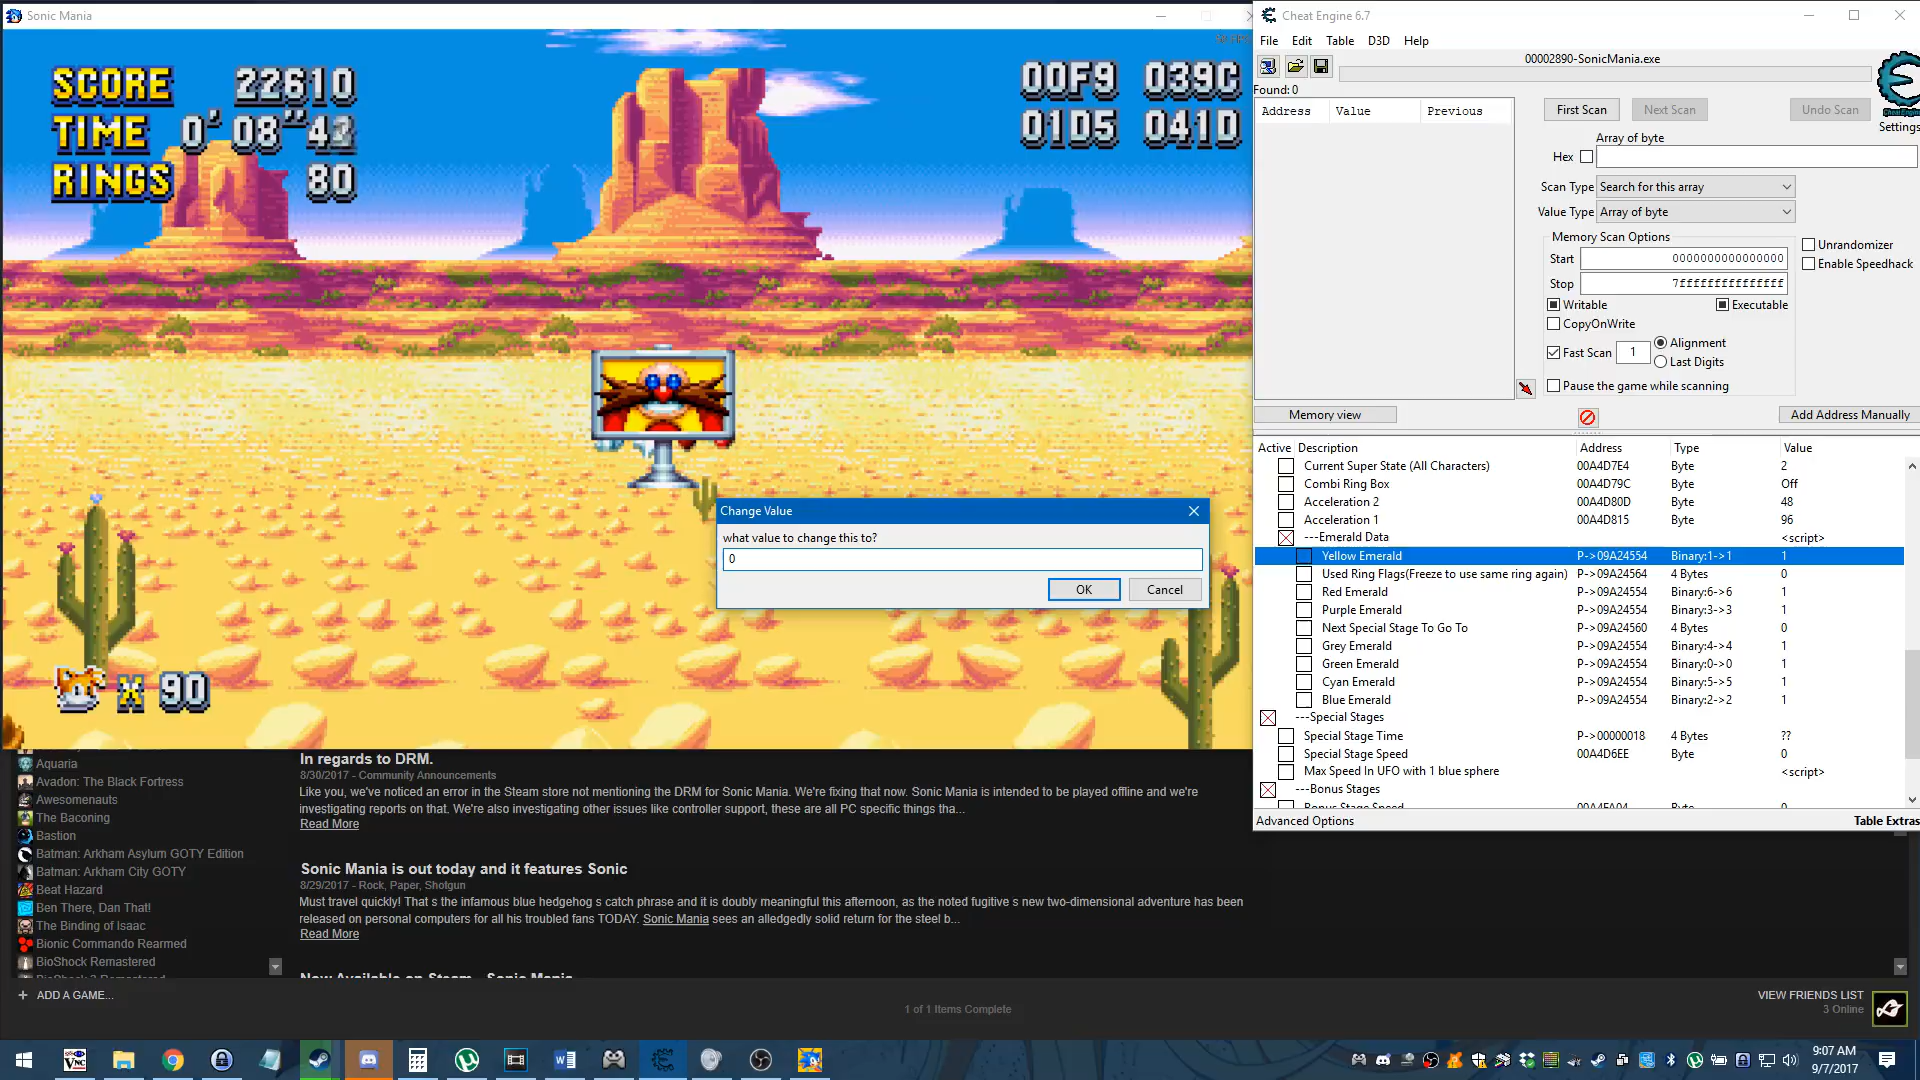 Sonic Mania
SCORE 22610
TIME 0'08"42
RINGS 80
00F9 039C
01D5 041D
X 90
Change Value
what value to change this to?
0
OK Cancel
Cheat Engine 6.7
File Edit Table D3D Help
00002890-SonicMania.exe
Found: 0
Address Value Previous
First Scan Next Scan Undo Scan
Settings
Array of byte
Hex
Scan Type Search for this array
Value Type Array of byte
Memory Scan Options
Start 0000000000000000
Stop 7fffffffffffffff
Unrandomizer
Enable Speedhack
Writable Executable
CopyOnWrite
Fast Scan 1 Alignment
Last Digits
Pause the game while scanning
Memory view Add Address Manually
Active Description Address Type Value
Current Super State (All Characters) 00A4D7E4 Byte 2
Combi Ring Box 00A4D79C Byte Off
Acceleration 2 00A4D80D Byte 48
Acceleration 1 00A4D815 Byte 96
---Emerald Data <script>
Yellow Emerald P->09A24554 Binary:1->1 1
Used Ring Flags(Freeze to use same ring again) P->09A24564 4 Bytes 0
Red Emerald P->09A24554 Binary:6->6 1
Purple Emerald P->09A24554 Binary:3->3 1
Next Special Stage To Go To P->09A24560 4 Bytes 0
Grey Emerald P->09A24554 Binary:4->4 1
Green Emerald P->09A24554 Binary:0->0 1
Cyan Emerald P->09A24554 Binary:5->5 1
Blue Emerald P->09A24554 Binary:2->2 1
---Special Stages
Special Stage Time P->00000018 4 Bytes ??
Special Stage Speed 00A4D6EE Byte 0
Max Speed In UFO with 1 blue sphere <script>
---Bonus Stages
Bonus Stage Speed 00A4FA04 Byte 0
Advanced Options Table Extras
Aquaria
Avadon: The Black Fortress
Awesomenauts
The Baconing
Bastion
Batman: Arkham Asylum GOTY Edition
Batman: Arkham City GOTY
Beat Hazard
Ben There, Dan That!
The Binding of Isaac
Bionic Commando Rearmed
BioShock Remastered
BioShock 2 Remastered
In regards to DRM.
8/30/2017 - Community Announcements
Like you, we've noticed an error in the Steam store not mentioning the DRM for Sonic Mania. We're fixing that now. Sonic Mania is intended to be played offline and we're
investigating reports on that. We're also investigating other issues like controller support, these are all PC specific things tha...
Read More
Sonic Mania is out today and it features Sonic
8/29/2017 - Rock, Paper, Shotgun
Must travel quickly! That s the infamous blue hedgehog s catch phrase and it is doubly meaningful this afternoon, as the noted fugitive s new two-dimensional adventure has been
released on personal computers for all his troubled fans TODAY. Sonic Mania sees an alledgedly solid return for the steel b...
Read More
Now Available on Steam - Sonic Mania
+ ADD A GAME...
1 of 1 Items Complete
VIEW FRIENDS LIST
3 Online
9:07 AM
9/7/2017